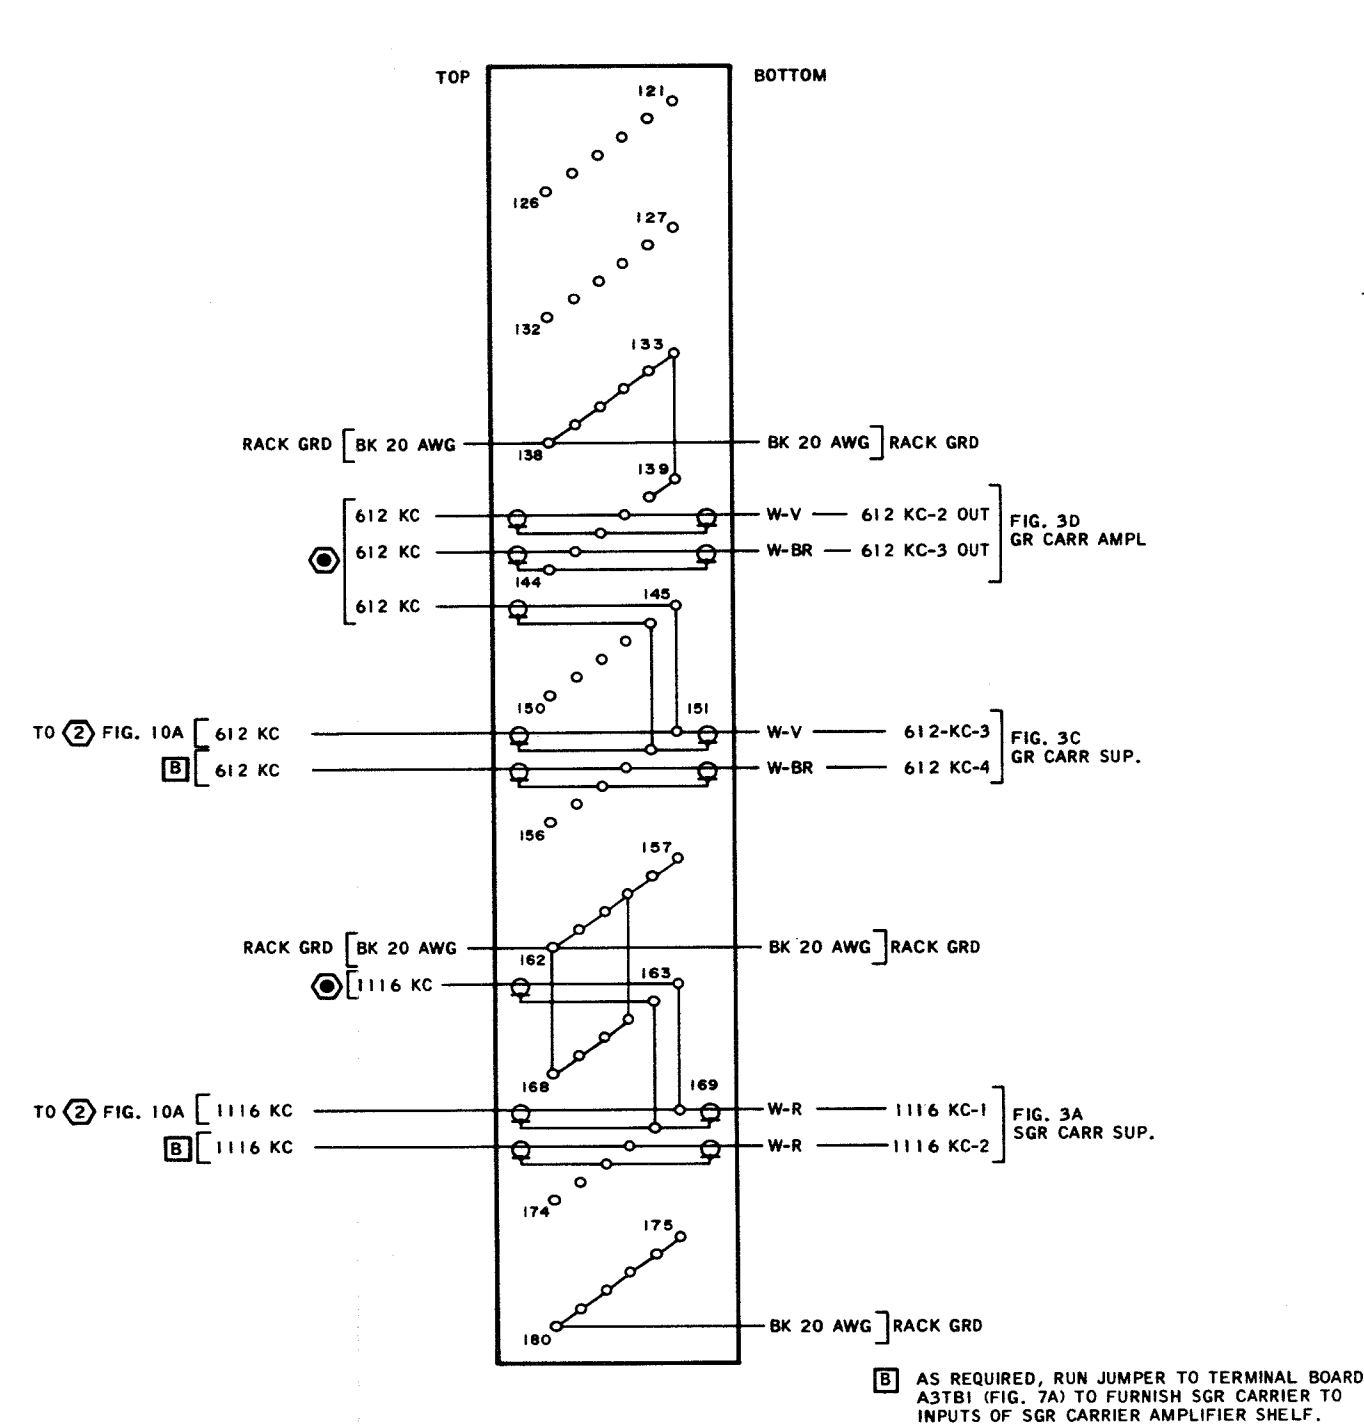 TOP BOTTOM
121
126
127
132
133
RACK GRD BK 20 AWG BK 20 AWG RACK GRD
138
139
612 KC W-V 612 KC-2 OUT
FIG. 3D
GR CARR AMPL
612 KC W-BR 612 KC-3 OUT
144
612 KC 145
150 151
TO 2 FIG. 10A 612 KC W-V 612-KC-3
FIG. 3C
GR CARR SUP.
B 612 KC W-BR 612 KC-4
156
157
RACK GRD BK 20 AWG BK 20 AWG RACK GRD
162
163
1116 KC
168 169
TO 2 FIG. 10A 1116 KC W-R 1116 KC-1
FIG. 3A
SGR CARR SUP.
B 1116 KC W-R 1116 KC-2
174
175
180 BK 20 AWG RACK GRD
B AS REQUIRED, RUN JUMPER TO TERMINAL BOARD
A3TB1 (FIG. 7A) TO FURNISH SGR CARRIER TO
INPUTS OF SGR CARRIER AMPLIFIER SHELF.